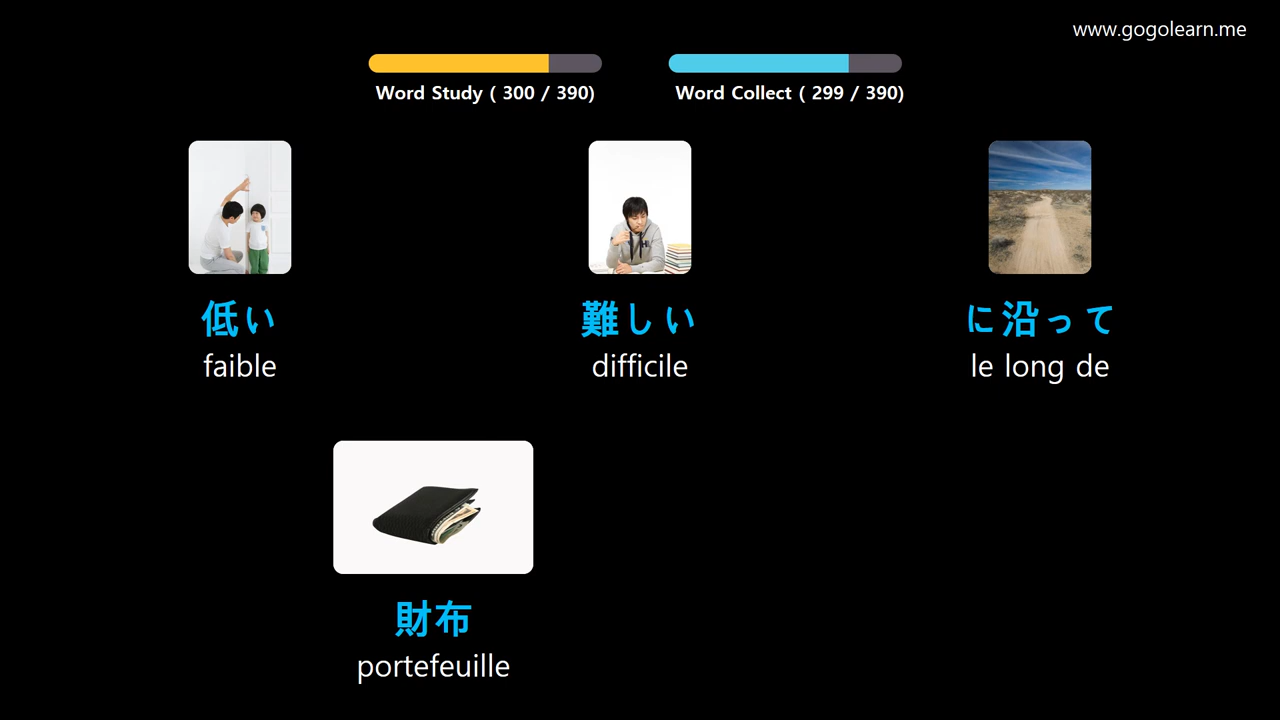 www.gogolearn.me
Word Study ( 300 / 390)
Word Collect ( 299 / 390)
低い
faible
難しい
difficile
に沿って
le long de
財布
portefeuille